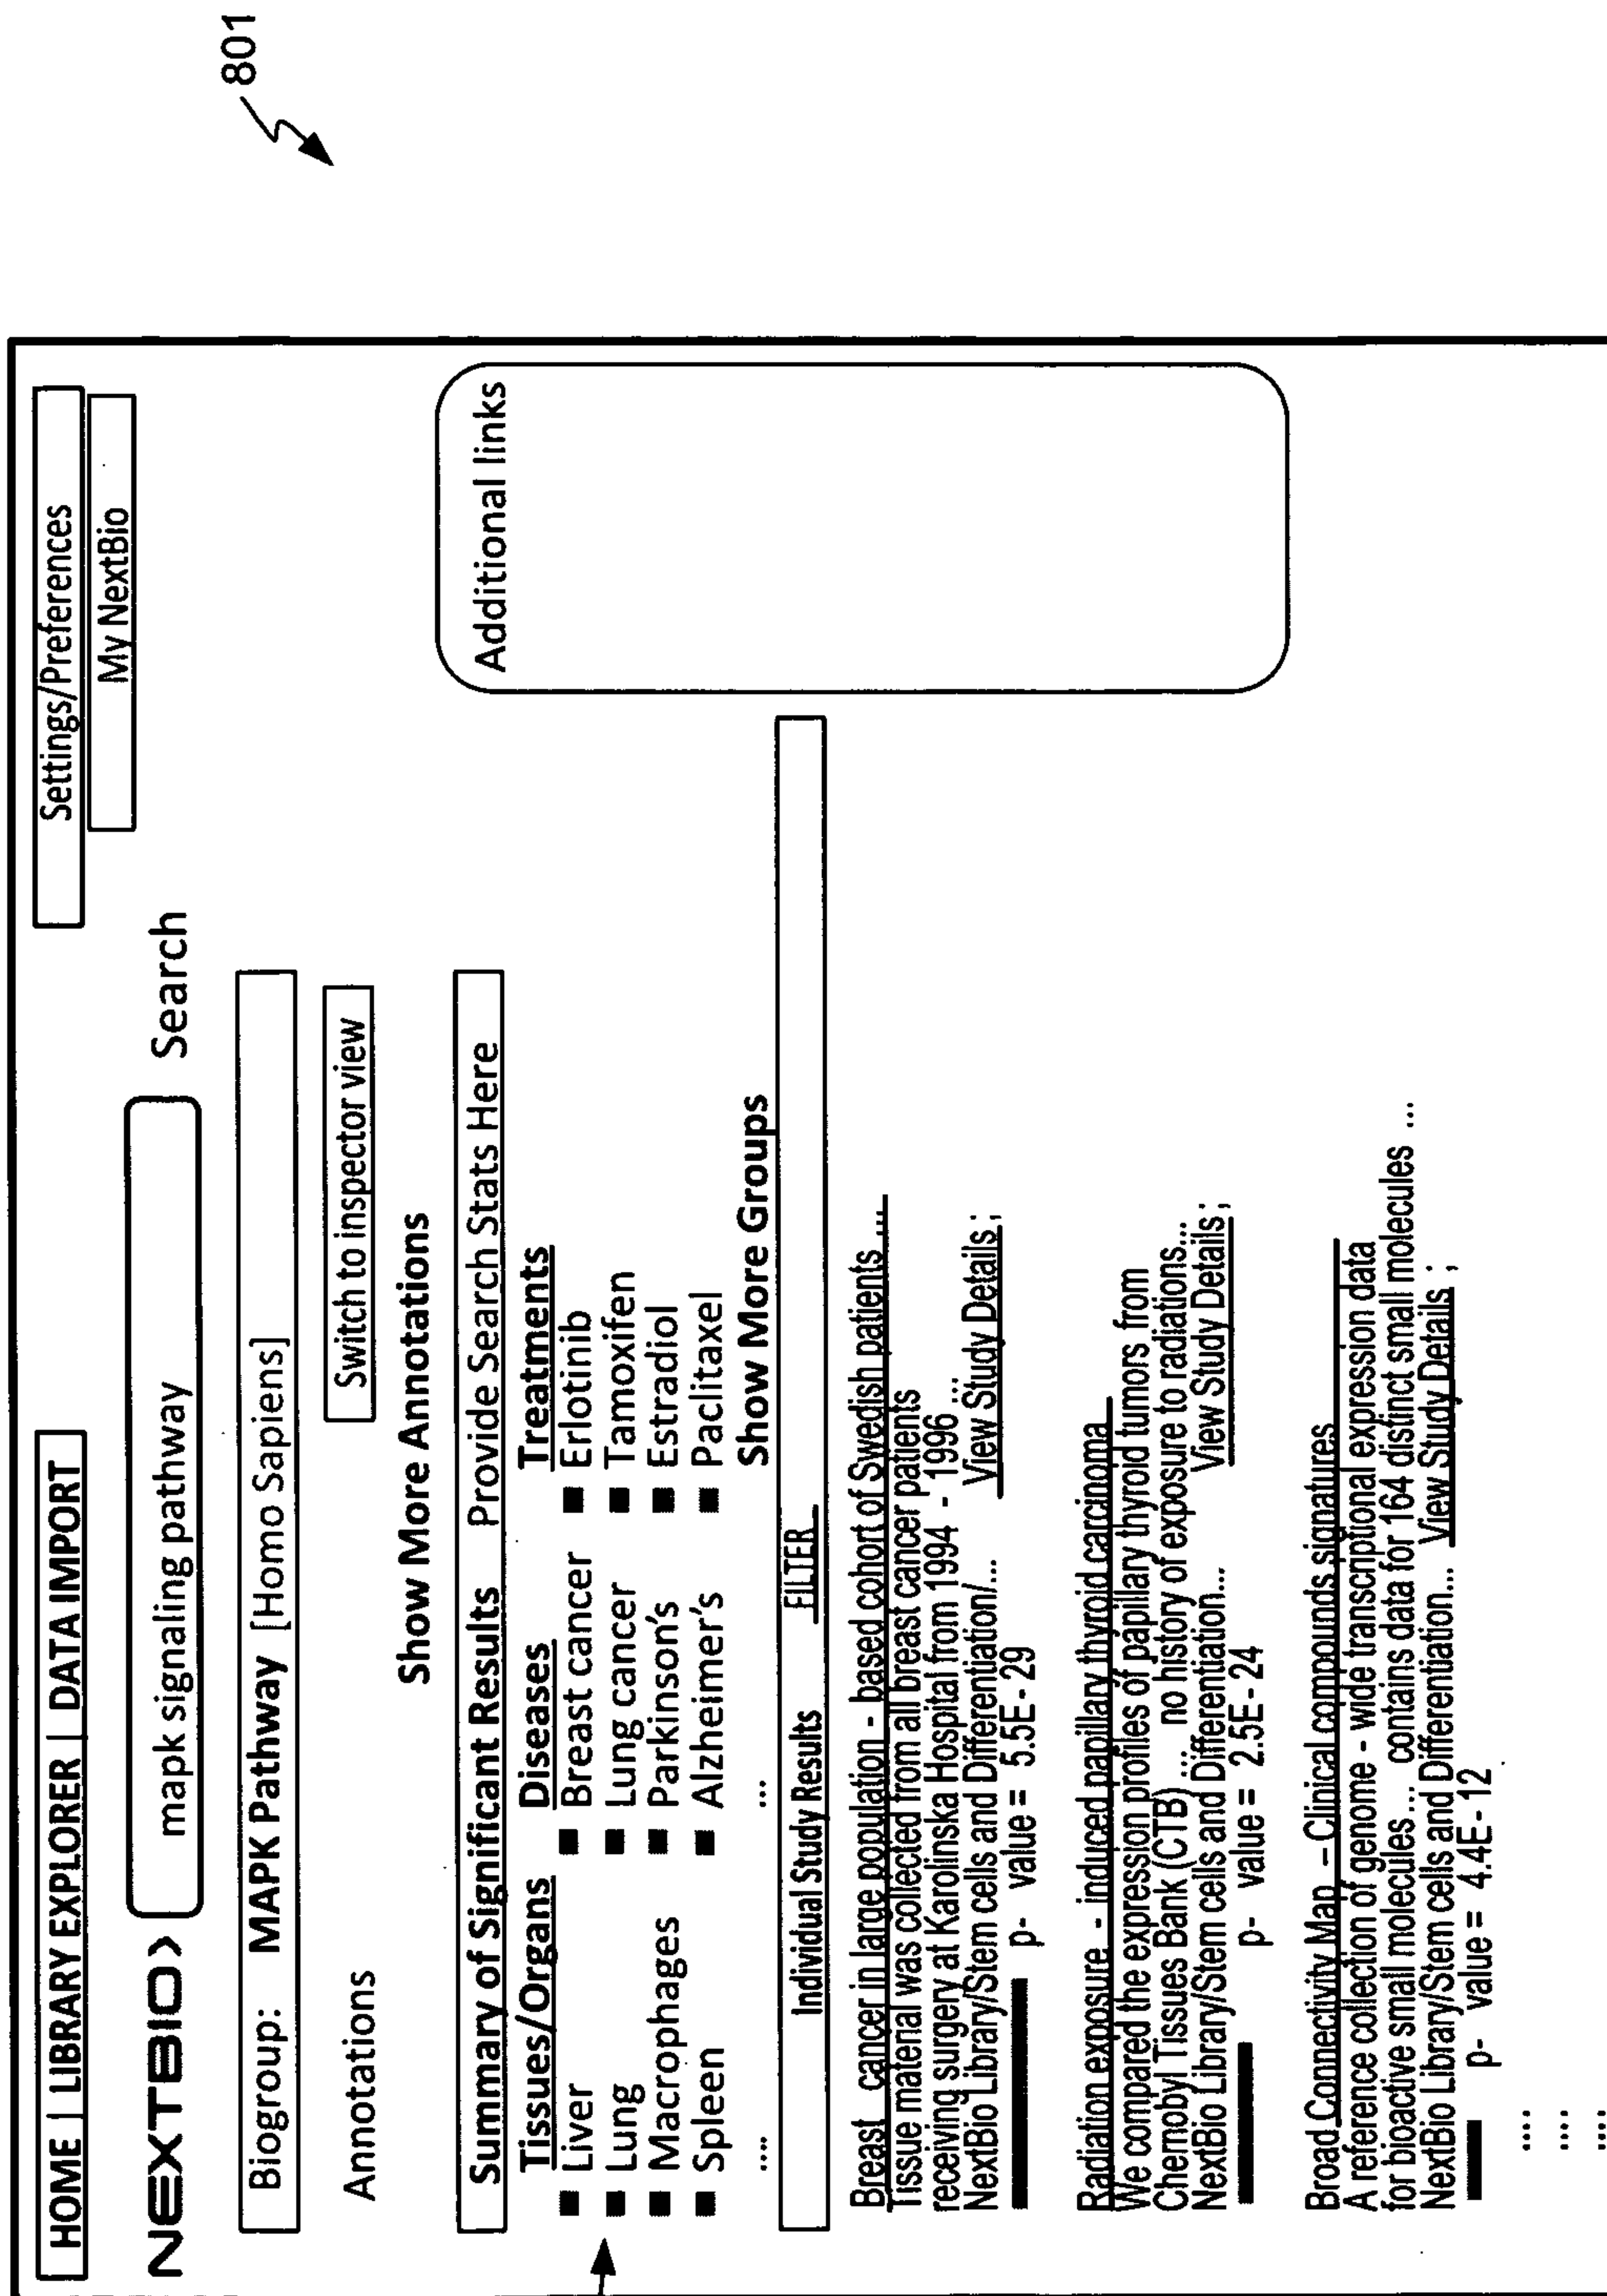 801
HOME | LIBRARY EXPLORER | DATA IMPORT
Settings/Preferences
My NextBio
NEXTBIO>
mapk signaling pathway
Search
Biogroup: MAPK Pathway [Homo Sapiens]
Switch to inspector view
Annotations
Show More Annotations
Summary of Significant Results Provide Search Stats Here
Additional links
Tissues/Organs Diseases Treatments
Liver Breast cancer Erlotinib
Lung Lung cancer Tamoxifen
Macrophages Parkinson's Estradiol
Spleen Alzheimer's Paclitaxel
.... ... Show More Groups
Individual Study Results FILTER
Breast cancer in large population - based cohort of Swedish patients ...
Tissue material was collected from all breast cancer patients
receiving surgery at Karolinska Hospital from 1994 - 1996 ...
NextBio Library/Stem cells and Differentiation/... View Study Details ;
p- value = 5.5E-29
Radiation exposure - induced papillary thyroid carcinoma
We compared the expression profiles of papillary thyroid tumors from
Chernobyl Tissues Bank (CTB) ... no history of exposure to radiations...
NextBio Library/Stem cells and Differentiation... View Study Details ;
p- value = 2.5E-24
Broad Connectivity Map – Clinical compounds signatures
A reference collection of genome - wide transcriptional expression data
for bioactive small molecules ... contains data for 164 distinct small molecules ...
NextBio Library/Stem cells and Differentiation... View Study Details ;
p- value = 4.4E-12
....
....
....